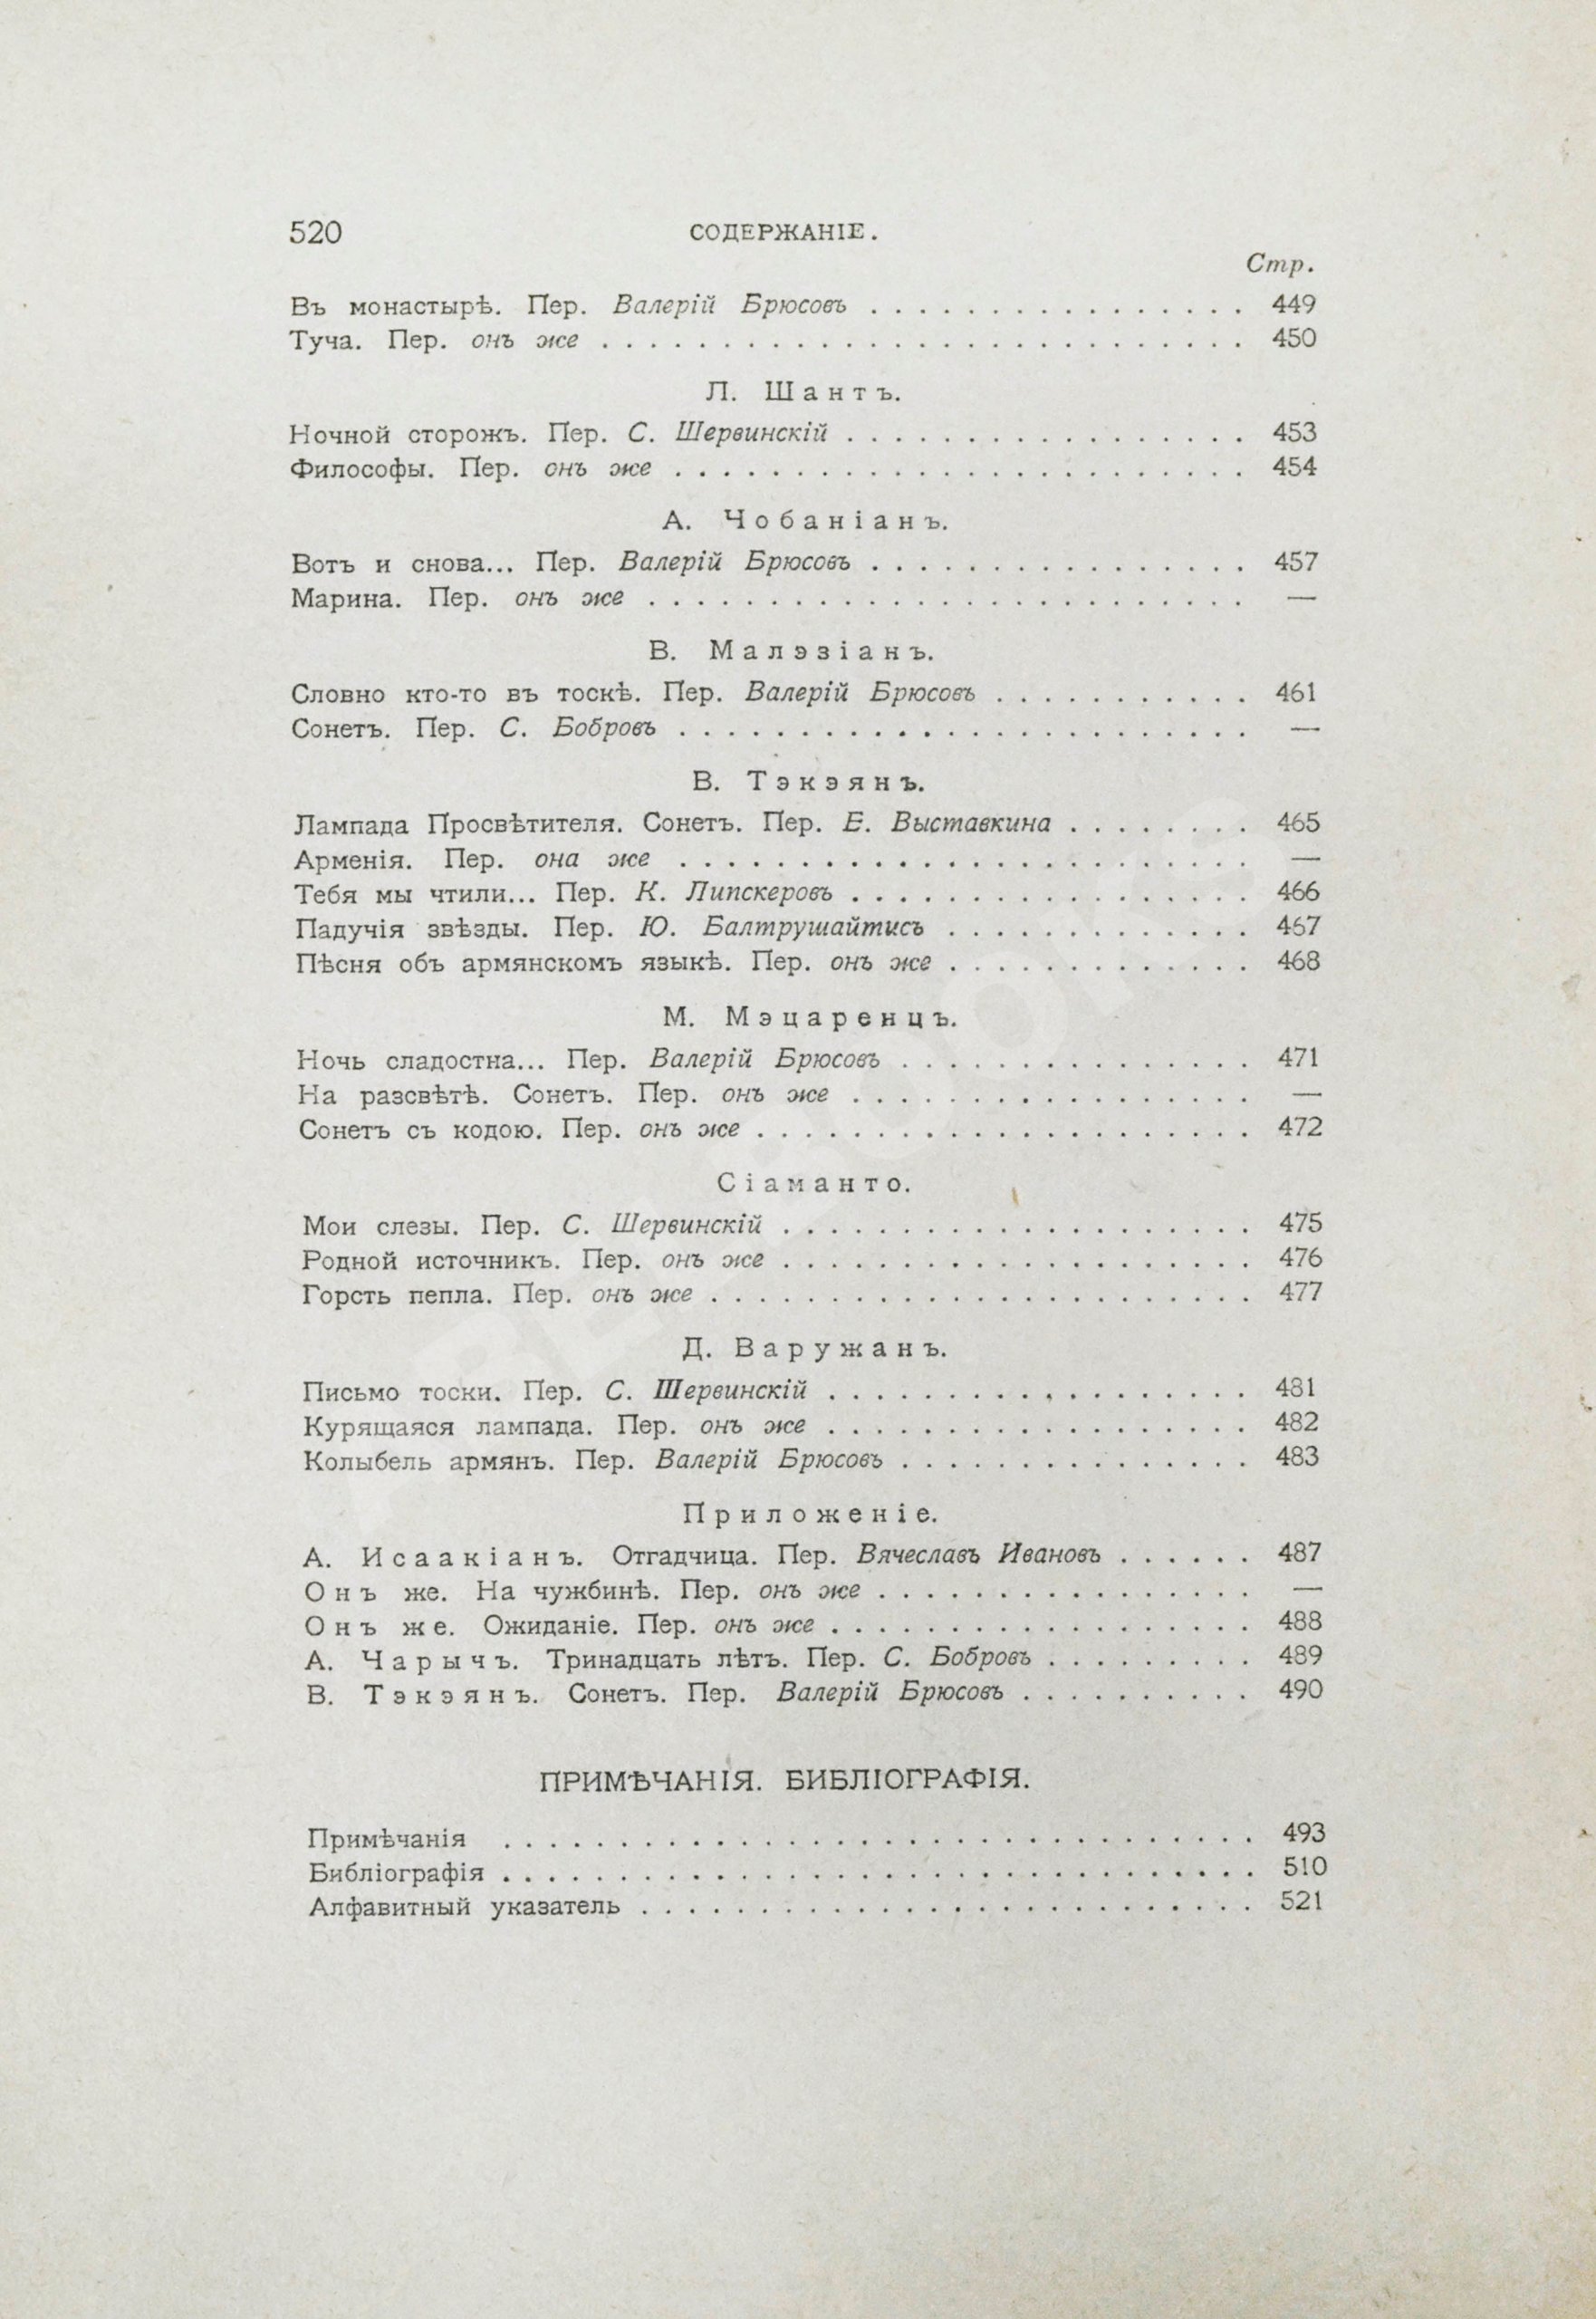 520 СОДЕРЖАНІЕ.
Стр.
Въ монастырѣ. Пер. Валерій Брюсовъ . . . . . . . . . . . . . . . . 449
Туча. Пер. онъ же . . . . . . . . . . . . . . . . . . . . . . . . . . . 450
Л. Шантъ.
Ночной сторожъ. Пер. С. Шервинскій . . . . . . . . . . . . . . . . . 453
Философы. Пер. онъ же . . . . . . . . . . . . . . . . . . . . . . . . 454
А. Чобаніанъ.
Вотъ и снова... Пер. Валерій Брюсовъ . . . . . . . . . . . . . . . . 457
Марина. Пер. онъ же . . . . . . . . . . . . . . . . . . . . . . . . . —
В. Малэзіанъ.
Словно кто-то въ тоскѣ. Пер. Валерій Брюсовъ . . . . . . . . . . . 461
Сонетъ. Пер. С. Бобровъ . . . . . . . . . . . . . . . . . . . . . . . . —
В. Тэкэянъ.
Лампада Просвѣтителя. Сонетъ. Пер. Е. Выставкина . . . . . . . . 465
Арменія. Пер. она же . . . . . . . . . . . . . . . . . . . . . . . . —
Тебя мы чтили... Пер. К. Липскеровъ . . . . . . . . . . . . . . . . . 466
Падучія звѣзды. Пер. Ю. Балтрушайтисъ . . . . . . . . . . . . . 467
Пѣсня объ армянскомъ языкѣ. Пер. онъ же . . . . . . . . . . . . . 468
М. Мэцаренцъ.
Ночь сладостна... Пер. Валерій Брюсовъ . . . . . . . . . . . . . . . 471
На разсвѣтѣ. Сонетъ. Пер. онъ же . . . . . . . . . . . . . . . . . —
Сонетъ съ кодою. Пер. онъ же . . . . . . . . . . . . . . . . . . . . . 472
Сіаманто.
Мои слезы. Пер. С. Шервинскій . . . . . . . . . . . . . . . . . . . . 475
Родной источникъ. Пер. онъ же . . . . . . . . . . . . . . . . . . . . 476
Горсть пепла. Пер. онъ же . . . . . . . . . . . . . . . . . . . . . . . 477
Д. Варужанъ.
Письмо тоски. Пер. С. Шервинскій . . . . . . . . . . . . . . . . . . 481
Курящаяся лампада. Пер. онъ же . . . . . . . . . . . . . . . . . . 482
Колыбель армянъ. Пер. Валерій Брюсовъ . . . . . . . . . . . . . . . 483
Приложеніе.
А. Исаакіанъ. Отгадчица. Пер. Вячеславъ Ивановъ . . . . . . 487
Онъ же. На чужбинѣ. Пер. онъ же . . . . . . . . . . . . . . . . —
Онъ же. Ожиданіе. Пер. онъ же . . . . . . . . . . . . . . . . . . 488
А. Чарычъ. Тринадцать лѣтъ. Пер. С. Бобровъ . . . . . . . . . 489
В. Тэкэянъ. Сонетъ. Пер. Валерій Брюсовъ . . . . . . . . . . 490
ПРИМѢЧАНІЯ. БИБЛІОГРАФІЯ.
Примѣчанія . . . . . . . . . . . . . . . . . . . . . . . . . . . . . . . . 493
Библіографія . . . . . . . . . . . . . . . . . . . . . . . . . . . . . . . . 510
Алфавитный указатель . . . . . . . . . . . . . . . . . . . . . . . . . . 521